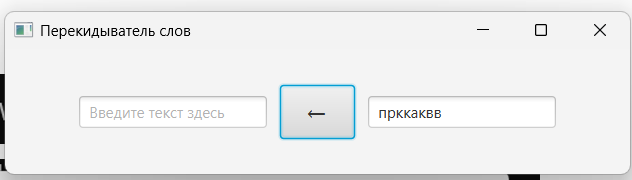 Перекидыватель слов
Введите текст здесь
←
прккаквв